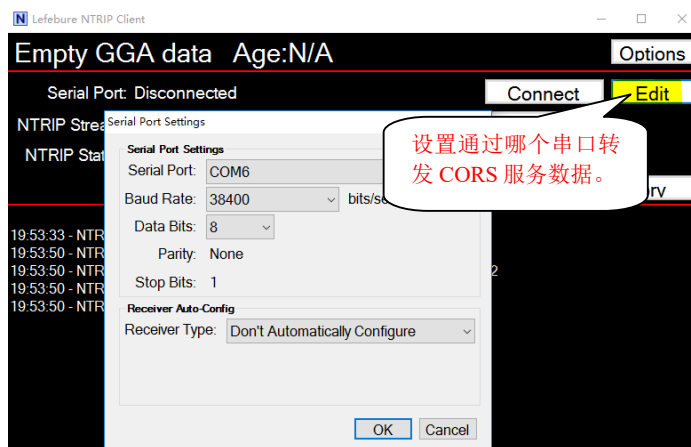 Lefebure NTRIP Client
Empty GGA data Age:N/A
Options
Serial Port: Disconnected
Connect
Edit
NTRIP Strea
Serial Port Settings
NTRIP Stat
Serial Port Settings
Serial Port: COM6
Baud Rate: 38400 bits/se
Data Bits: 8
Parity: None
Stop Bits: 1
Receiver Auto-Config
Receiver Type: Don't Automatically Configure
OK
Cancel
设置通过哪个串口转
发 CORS 服务数据。
19:53:33 - NTR
19:53:50 - NTR
19:53:50 - NTR
2
19:53:50 - NTR
19:53:50 - NTR